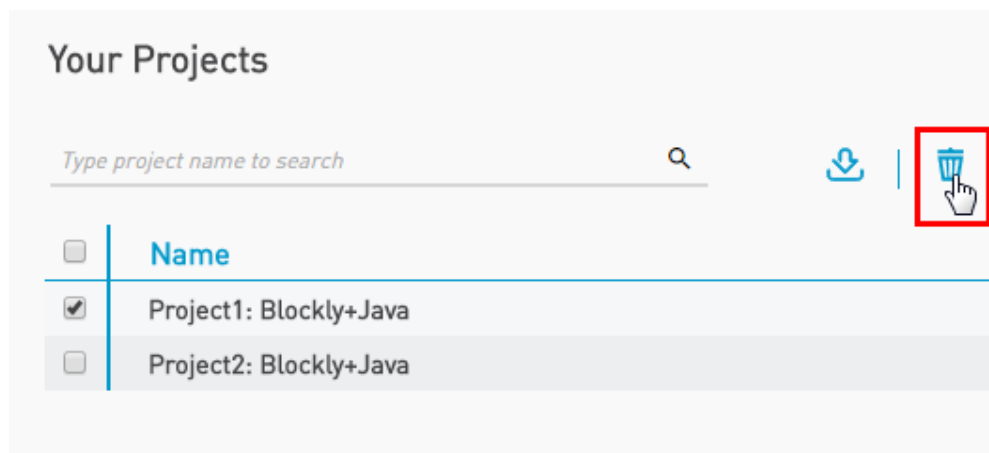 Your Projects
Type project name to search
Name
Project1: Blockly+Java
Project2: Blockly+Java